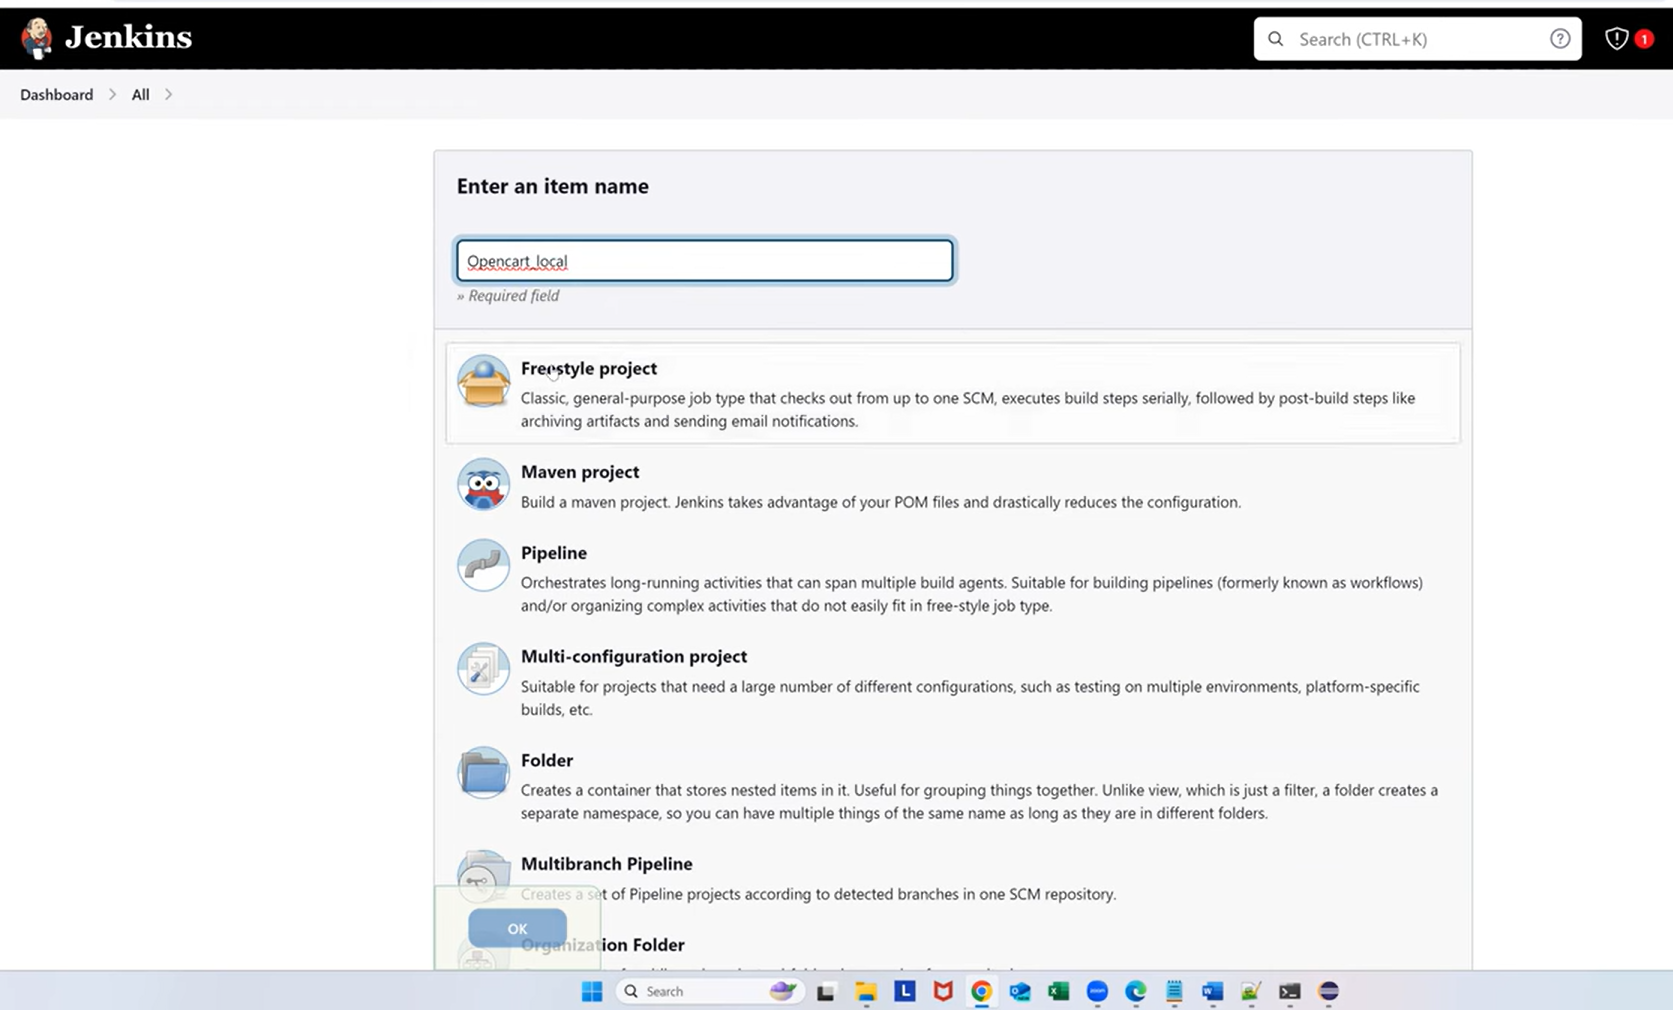 Jenkins
Search (CTRL+K)
1
Dashboard
All
Enter an item name
Opencart_local
» Required field
Freestyle project
Classic, general-purpose job type that checks out from up to one SCM, executes build steps serially, followed by post-build steps like
archiving artifacts and sending email notifications.
Maven project
Build a maven project. Jenkins takes advantage of your POM files and drastically reduces the configuration.
Pipeline
Orchestrates long-running activities that can span multiple build agents. Suitable for building pipelines (formerly known as workflows)
and/or organizing complex activities that do not easily fit in free-style job type.
Multi-configuration project
Suitable for projects that need a large number of different configurations, such as testing on multiple environments, platform-specific
builds, etc.
Folder
Creates a container that stores nested items in it. Useful for grouping things together. Unlike view, which is just a filter, a folder creates a
separate namespace, so you can have multiple things of the same name as long as they are in different folders.
Multibranch Pipeline
Creates a set of Pipeline projects according to detected branches in one SCM repository.
OK
Organization Folder
Search